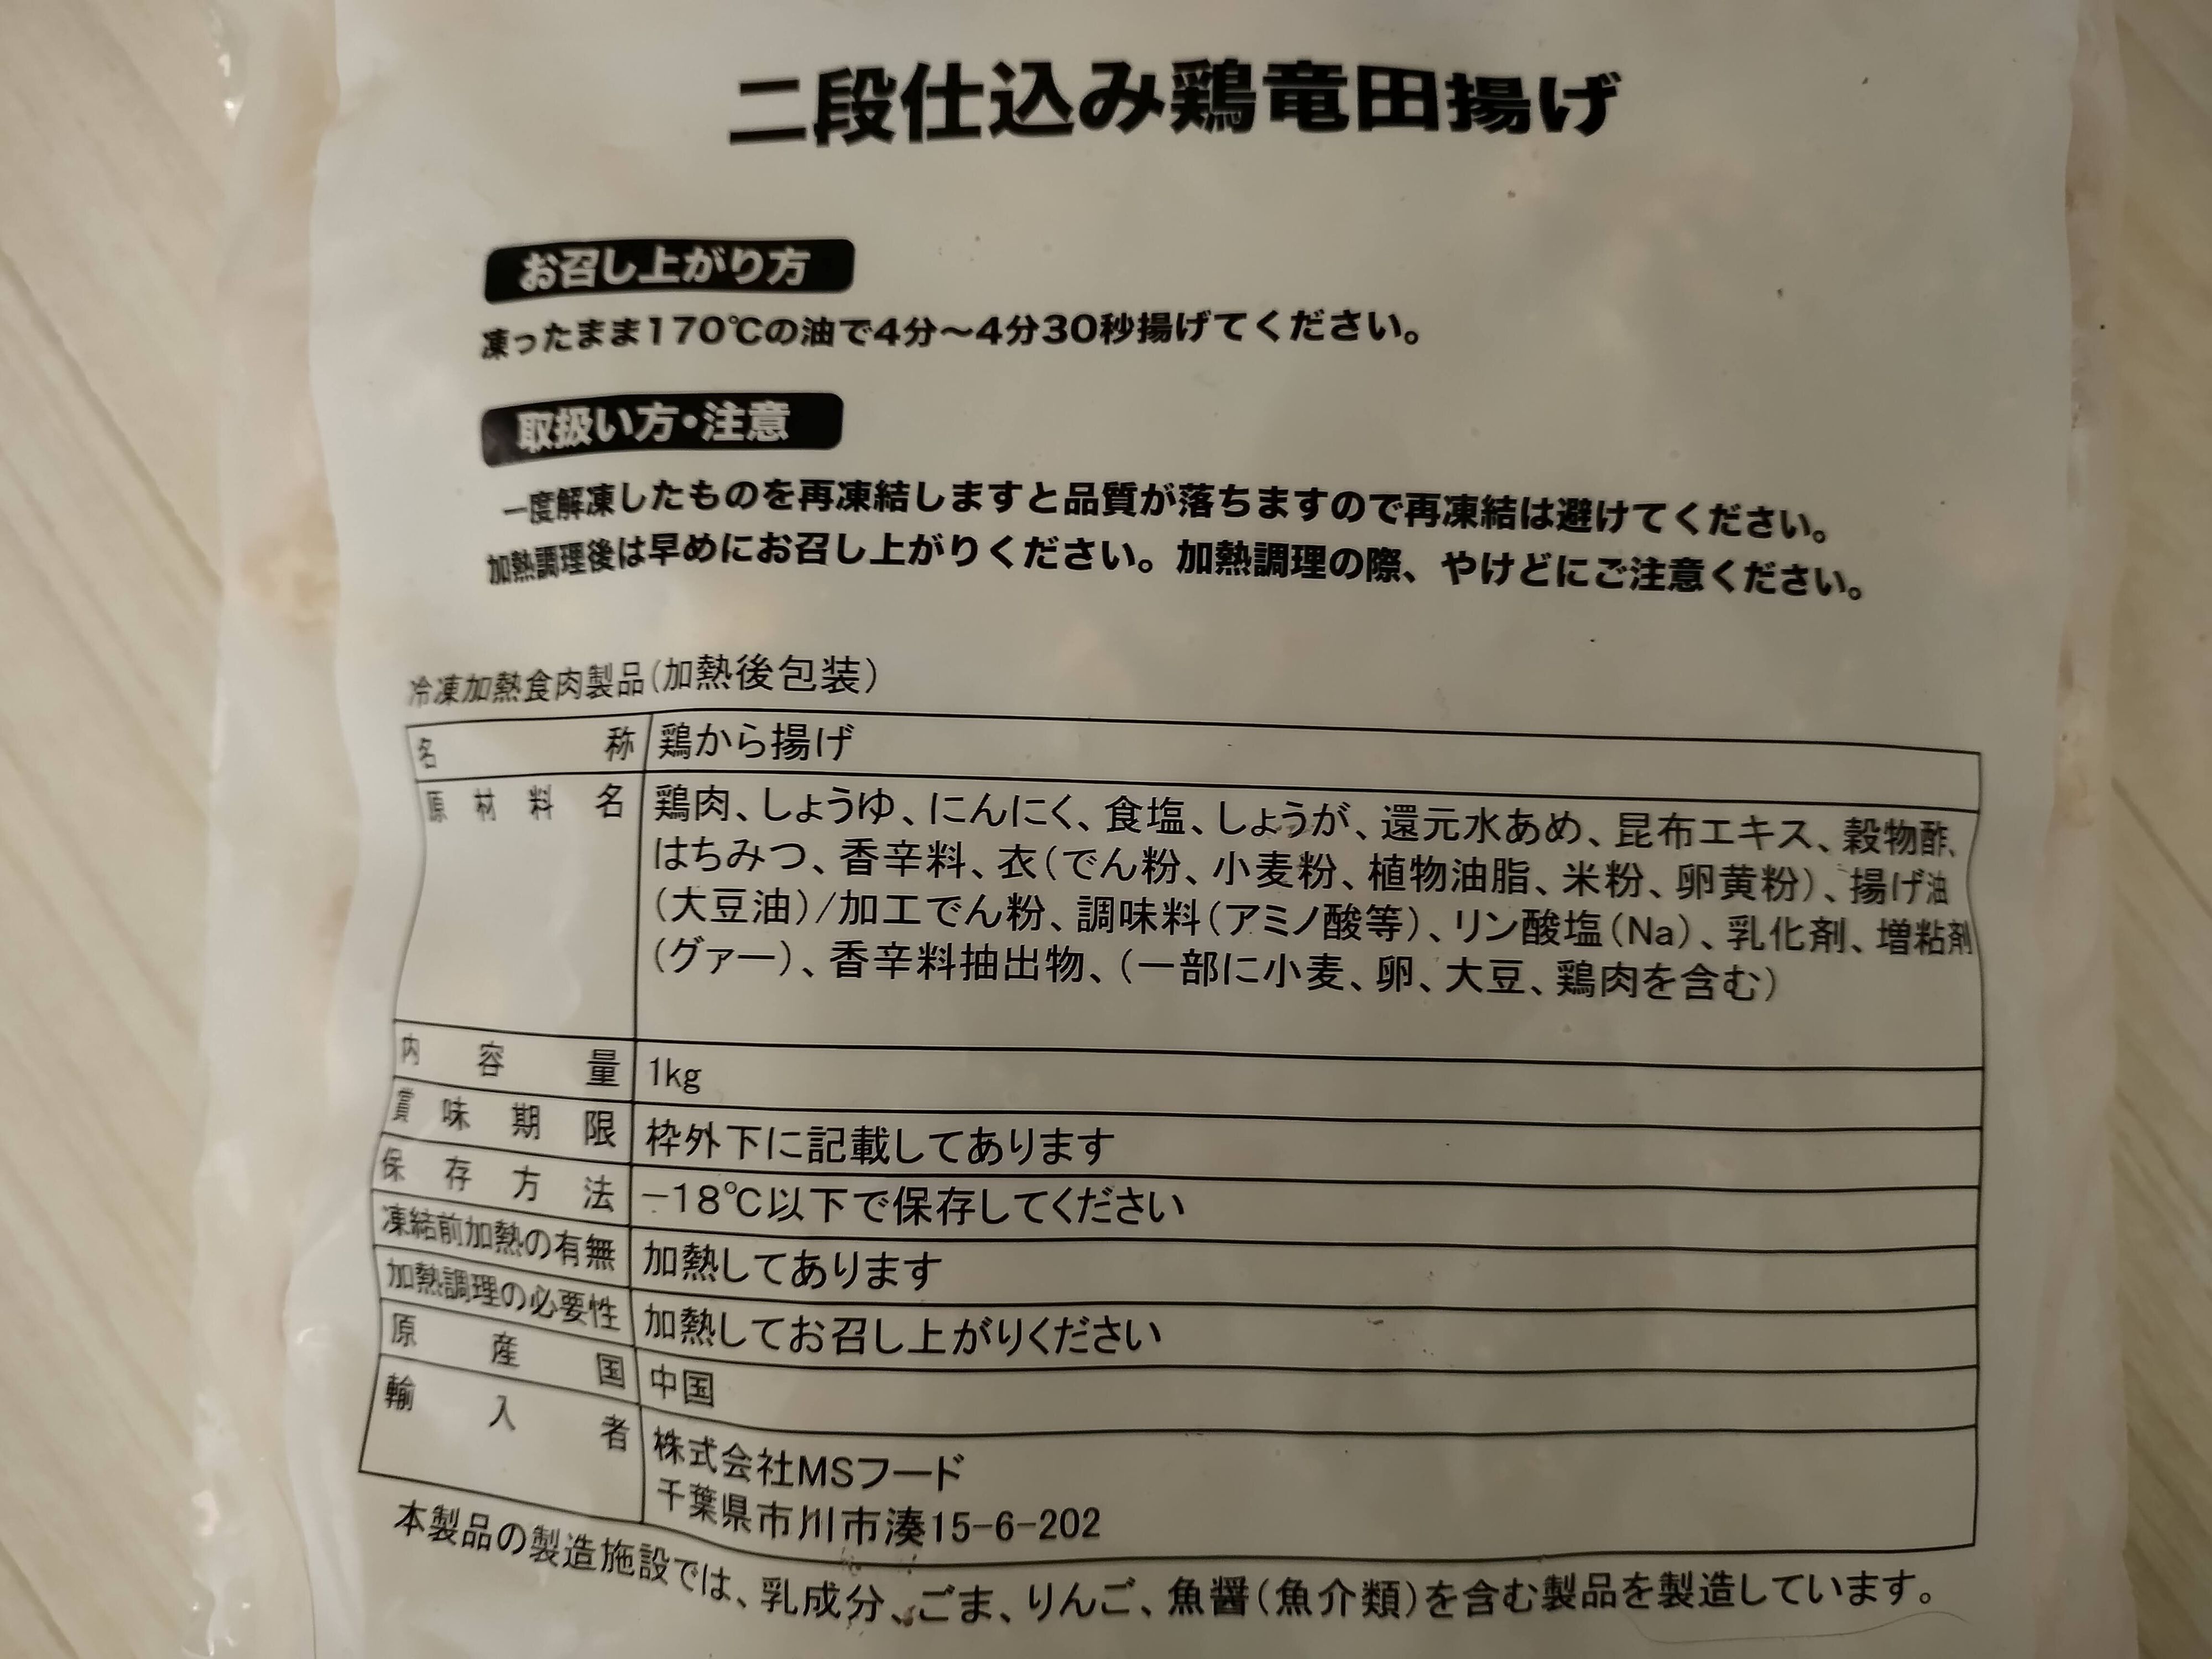 二段仕込み鶏竜田揚げ
お召し上がり方
凍ったまま170℃の油で4分～4分30秒揚げてください。
取扱い方・注意
一度解凍したものを再凍結しますと品質が落ちますので再凍結は避けてください。
加熱調理後は早めにお召し上がりください。加熱調理の際、やけどにご注意ください。
冷凍加熱食肉製品(加熱後包装)
名称 鶏から揚げ
原材料名 鶏肉、しょうゆ、にんにく、食塩、しょうが、還元水あめ、昆布エキス、穀物酢、
はちみつ、香辛料、衣(でん粉、小麦粉、植物油脂、米粉、卵黄粉)、揚げ油
(大豆油)/加工でん粉、調味料(アミノ酸等)、リン酸塩(Na)、乳化剤、増粘剤
(グァー)、香辛料抽出物、(一部に小麦、卵、大豆、鶏肉を含む)
内容量 1kg
賞味期限 枠外下に記載してあります
保存方法 −18℃以下で保存してください
凍結前加熱の有無 加熱してあります
加熱調理の必要性 加熱してお召し上がりください
原産国 中国
輸入者 株式会社MSフード
千葉県市川市湊15-6-202
本製品の製造施設では、乳成分、ごま、りんご、魚醤(魚介類)を含む製品を製造しています。